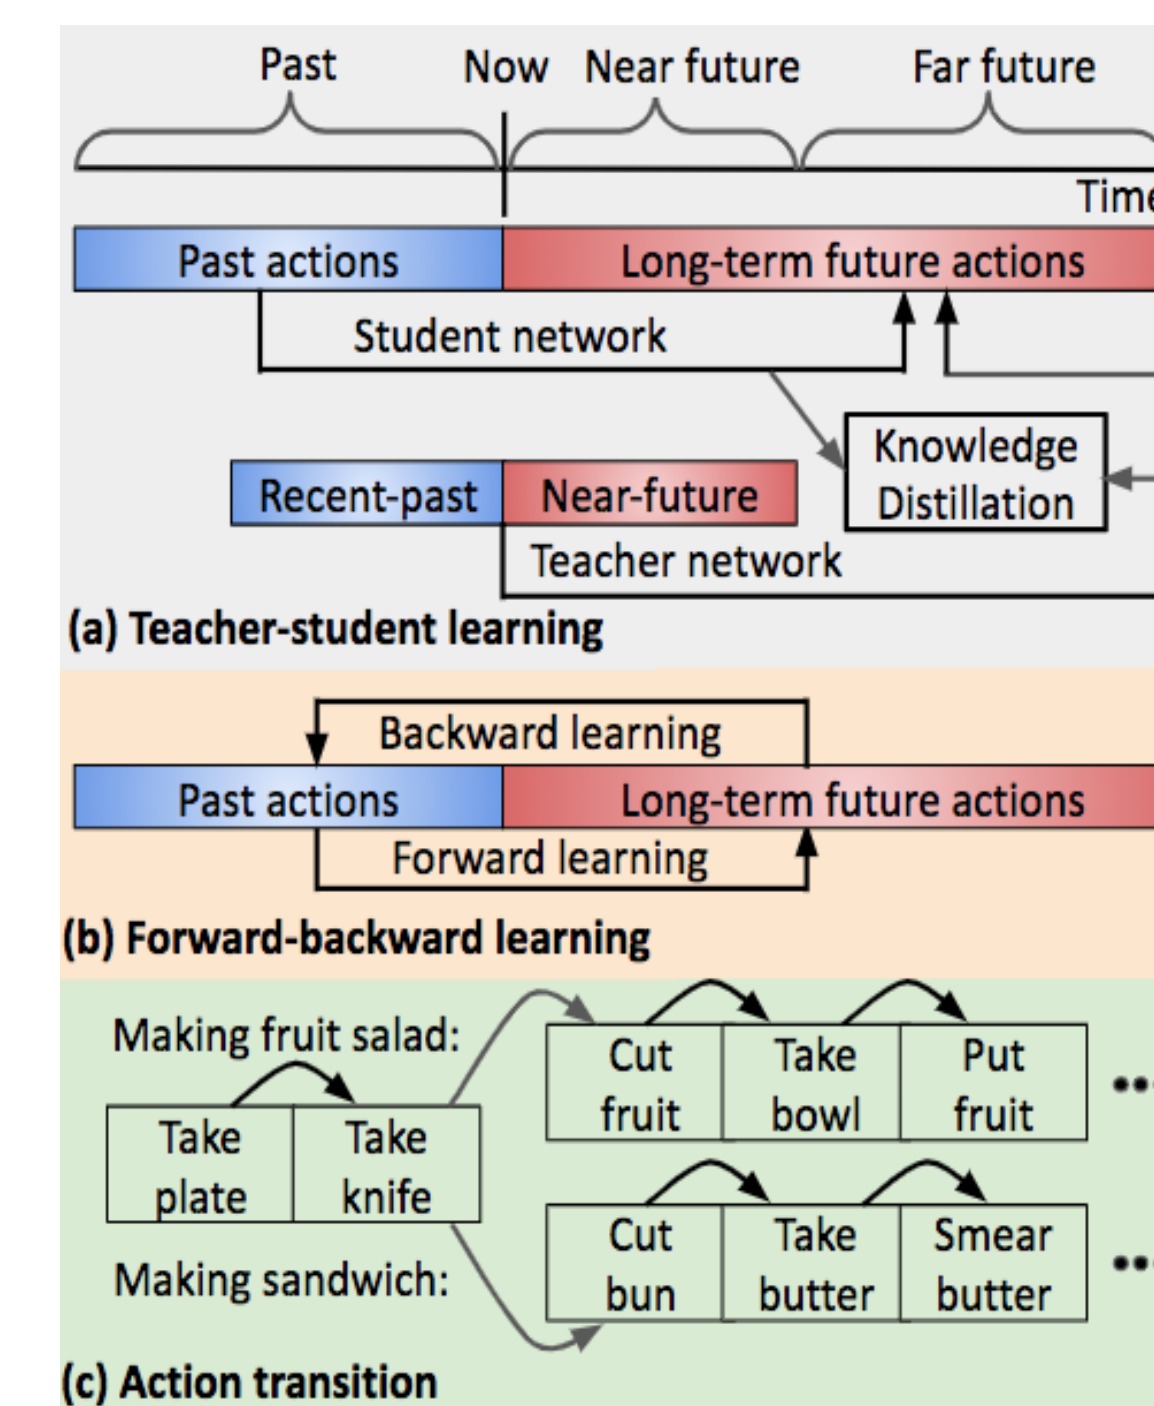 Past Now Near future Far future
Time
Past actions Long-term future actions
Student network
Knowledge
Distillation
Recent-past Near-future
Teacher network
(a) Teacher-student learning
Backward learning
Past actions Long-term future actions
Forward learning
(b) Forward-backward learning
Making fruit salad:
Cut Take Put
fruit bowl fruit
Take Take
plate knife
Cut Take Smear
bun butter butter
Making sandwich:
(c) Action transition